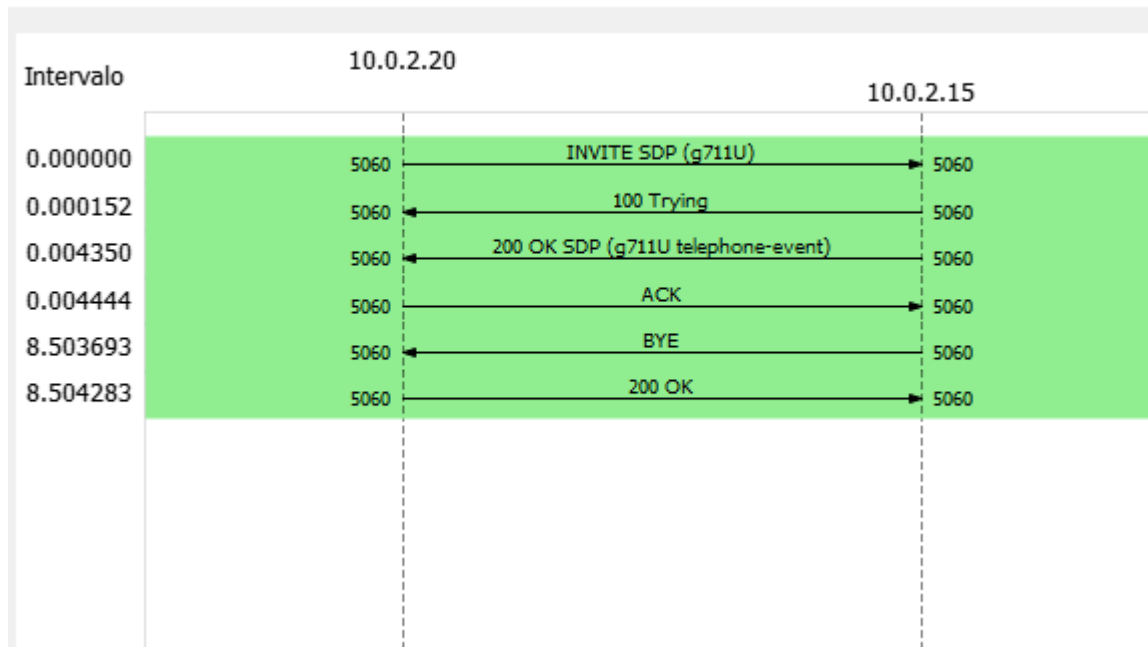 10.0.2.20
Intervalo
10.0.2.15
0.000000 5060 INVITE SDP (g711U) 5060
0.000152 5060 100 Trying 5060
0.004350 5060 200 OK SDP (g711U telephone-event) 5060
0.004444 5060 ACK 5060
8.503693 5060 BYE 5060
8.504283 5060 200 OK 5060